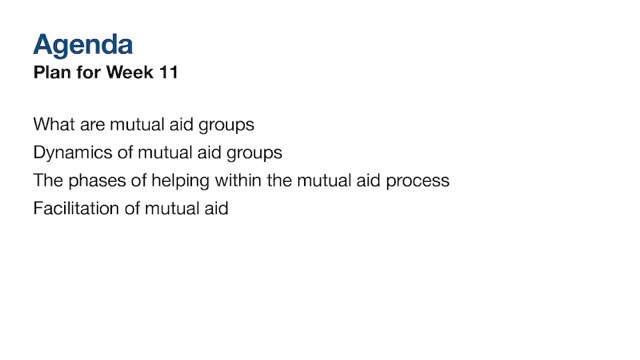 Agenda
Plan for Week 11
What are mutual aid groups
Dynamics of mutual aid groups
The phases of helping within the mutual aid process
Facilitation of mutual aid